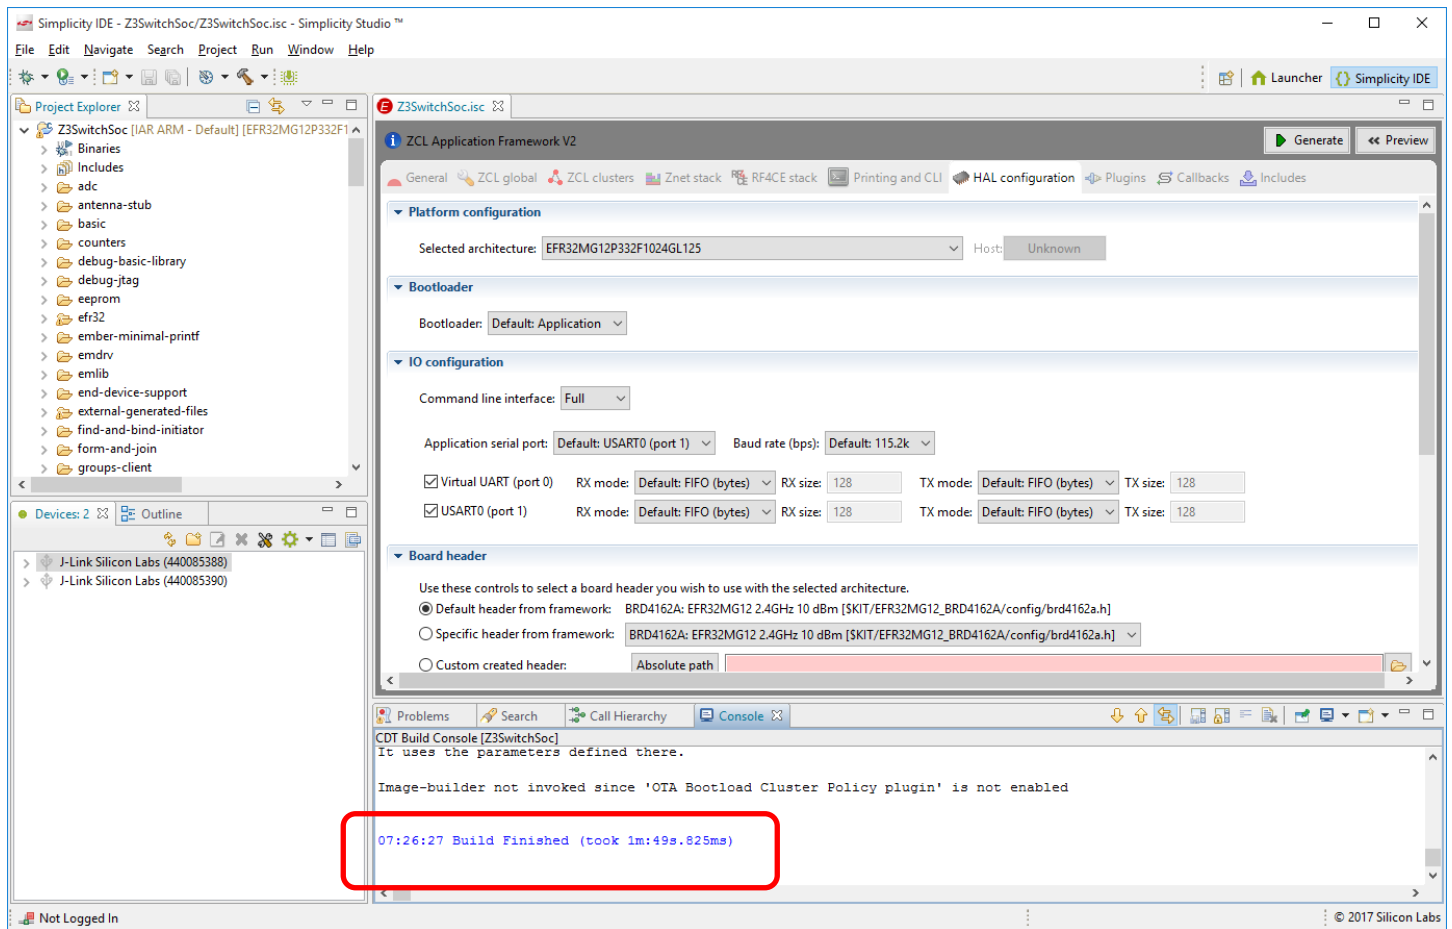 Simplicity IDE - Z3SwitchSoc/Z3SwitchSoc.isc - Simplicity Studio ™
File Edit Navigate Search Project Run Window Help
Launcher Simplicity IDE
Project Explorer
Z3SwitchSoc [IAR ARM - Default] [EFR32MG12P332F1
Binaries
Includes
adc
antenna-stub
basic
counters
debug-basic-library
debug-jtag
eeprom
efr32
ember-minimal-printf
emdrv
emlib
end-device-support
external-generated-files
find-and-bind-initiator
form-and-join
groups-client
Devices: 2 Outline
J-Link Silicon Labs (440085388)
J-Link Silicon Labs (440085390)
Z3SwitchSoc.isc
ZCL Application Framework V2 Generate Preview
General ZCL global ZCL clusters Znet stack RF4CE stack Printing and CLI HAL configuration Plugins Callbacks Includes
Platform configuration
Selected architecture: EFR32MG12P332F1024GL125 Host: Unknown
Bootloader
Bootloader: Default: Application
IO configuration
Command line interface: Full
Application serial port: Default: USART0 (port 1) Baud rate (bps): Default: 115.2k
Virtual UART (port 0) RX mode: Default: FIFO (bytes) RX size: 128 TX mode: Default: FIFO (bytes) TX size: 128
USART0 (port 1) RX mode: Default: FIFO (bytes) RX size: 128 TX mode: Default: FIFO (bytes) TX size: 128
Board header
Use these controls to select a board header you wish to use with the selected architecture.
Default header from framework: BRD4162A: EFR32MG12 2.4GHz 10 dBm [$KIT/EFR32MG12_BRD4162A/config/brd4162a.h]
Specific header from framework: BRD4162A: EFR32MG12 2.4GHz 10 dBm [$KIT/EFR32MG12_BRD4162A/config/brd4162a.h]
Custom created header: Absolute path
Problems Search Call Hierarchy Console
CDT Build Console [Z3SwitchSoc]
It uses the parameters defined there.
Image-builder not invoked since 'OTA Bootload Cluster Policy plugin' is not enabled
07:26:27 Build Finished (took 1m:49s.825ms)
Not Logged In
© 2017 Silicon Labs